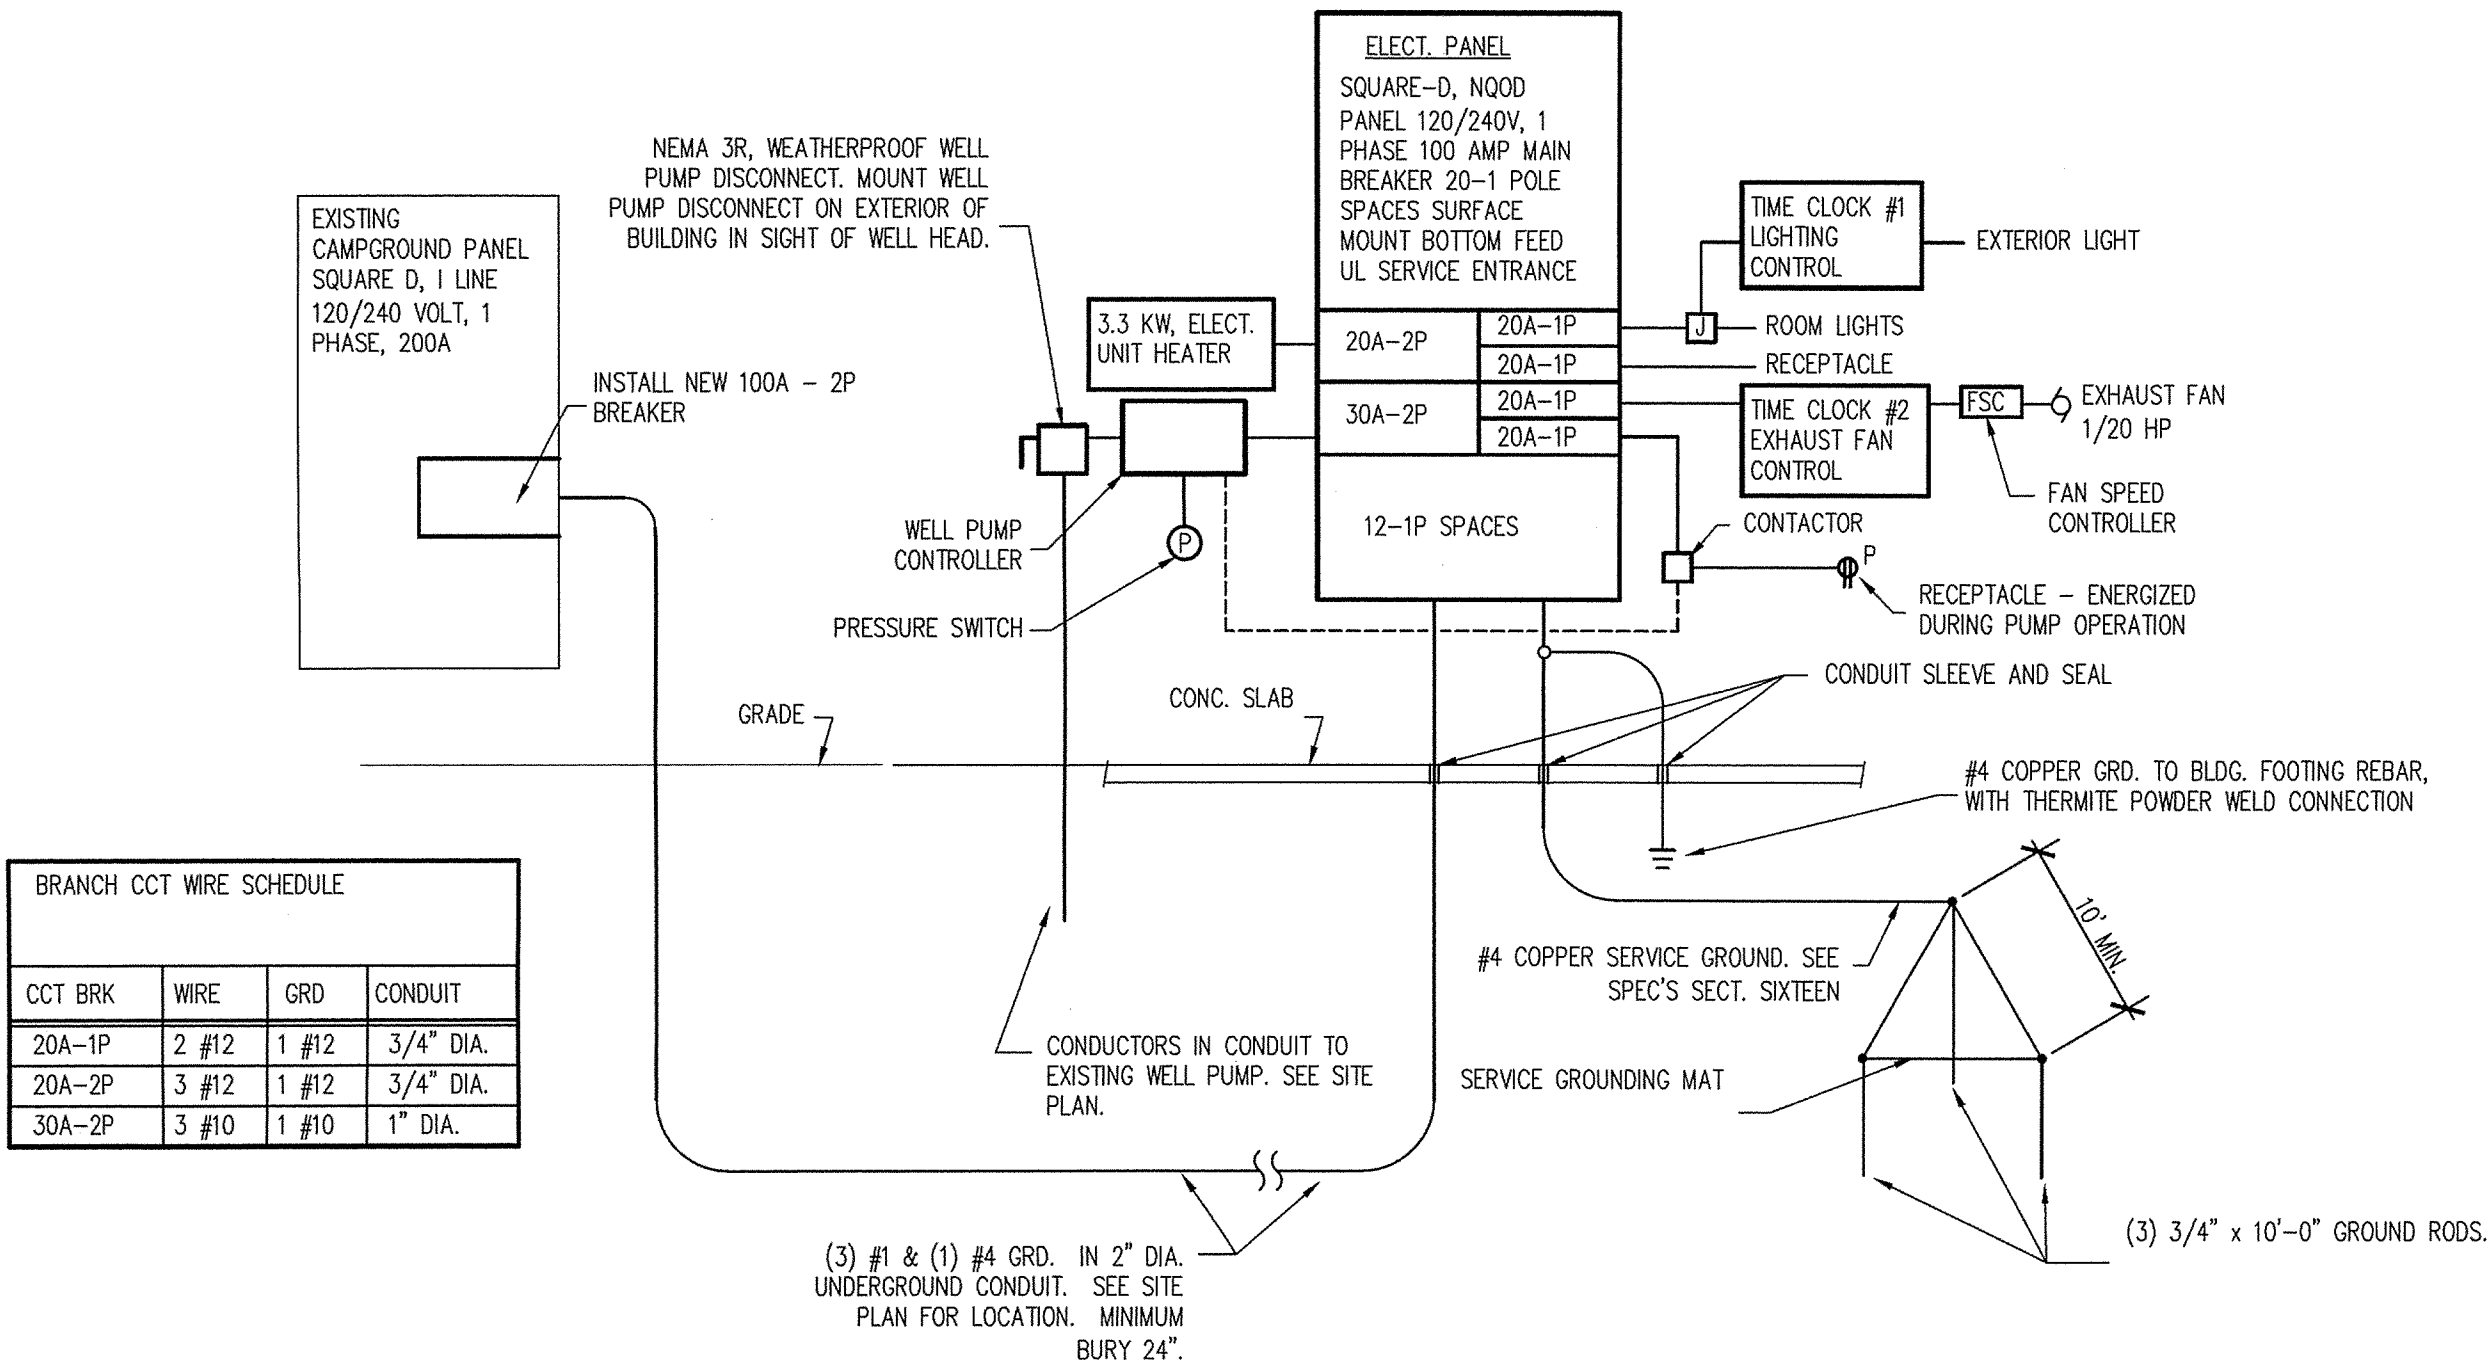 ELECT. PANEL
SQUARE-D, NQOD
PANEL 120/240V, 1
PHASE 100 AMP MAIN
BREAKER 20-1 POLE
SPACES SURFACE
MOUNT BOTTOM FEED
UL SERVICE ENTRANCE
NEMA 3R, WEATHERPROOF WELL
PUMP DISCONNECT. MOUNT WELL
PUMP DISCONNECT ON EXTERIOR OF
BUILDING IN SIGHT OF WELL HEAD.
EXISTING
CAMPGROUND PANEL
SQUARE D, I LINE
120/240 VOLT, 1
PHASE, 200A
INSTALL NEW 100A - 2P
BREAKER
3.3 KW, ELECT.
UNIT HEATER
20A-2P
30A-2P
20A-1P
20A-1P
20A-1P
20A-1P
12-1P SPACES
TIME CLOCK #1
LIGHTING
CONTROL
EXTERIOR LIGHT
J
ROOM LIGHTS
RECEPTACLE
TIME CLOCK #2
EXHAUST FAN
CONTROL
FSC
EXHAUST FAN
1/20 HP
FAN SPEED
CONTROLLER
CONTACTOR
P
RECEPTACLE - ENERGIZED
DURING PUMP OPERATION
WELL PUMP
CONTROLLER
P
PRESSURE SWITCH
CONDUIT SLEEVE AND SEAL
GRADE
CONC. SLAB
#4 COPPER GRD. TO BLDG. FOOTING REBAR,
WITH THERMITE POWDER WELD CONNECTION
10' MIN.
#4 COPPER SERVICE GROUND. SEE
SPEC'S SECT. SIXTEEN
SERVICE GROUNDING MAT
(3) 3/4" x 10'-0" GROUND RODS.
CONDUCTORS IN CONDUIT TO
EXISTING WELL PUMP. SEE SITE
PLAN.
(3) #1 & (1) #4 GRD. IN 2" DIA.
UNDERGROUND CONDUIT. SEE SITE
PLAN FOR LOCATION. MINIMUM
BURY 24".
BRANCH CCT WIRE SCHEDULE
CCT BRK WIRE GRD CONDUIT
20A-1P 2 #12 1 #12 3/4" DIA.
20A-2P 3 #12 1 #12 3/4" DIA.
30A-2P 3 #10 1 #10 1" DIA.